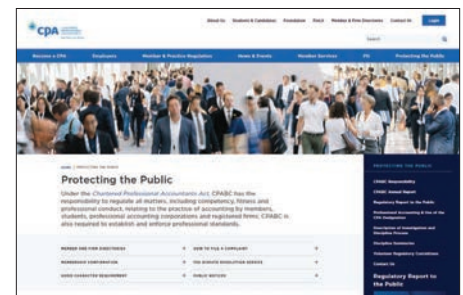 About Us Students & Candidates Foundation FAQs Member & Firm Directories Contact Us Login
CPA
Search
Become a CPA Employers Member & Practice Regulation News & Events Member Services PD Protecting the Public
HOME | PROTECTING THE PUBLIC
Protecting the Public
Under the Chartered Professional Accountants Act, CPABC has the
responsibility to regulate all matters, including competency, fitness and
professional conduct, relating to the practice of accounting by members,
students, professional accounting corporations and registered firms; CPABC is
also required to establish and enforce professional standards.
MEMBER AND FIRM DIRECTORIES
HOW TO FILE A COMPLAINT
MEMBERSHIP CONFIRMATION
FEE DISPUTE RESOLUTION SERVICE
GOOD CHARACTER REQUIREMENT
PUBLIC NOTICES
PROTECTING THE PUBLIC
CPABC Responsibility
CPABC Annual Report
Regulatory Report to the Public
Professional Accounting & Use of the
CPA Designation
Description of Investigation and
Discipline Process
Discipline Summaries
Volunteer Regulatory Committees
Contact Us
Regulatory Report to
the Public